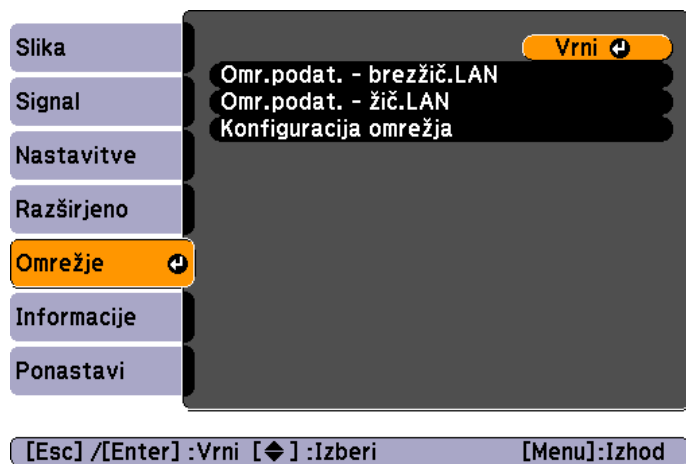 Slika
Signal
Nastavitve
Razširjeno
Omrežje
Informacije
Ponastavi
Vrni
Omr.podat. - brezžič.LAN
Omr.podat. - žič.LAN
Konfiguracija omrežja
[Esc] /[Enter] :Vrni [◆] :Izberi [Menu]:Izhod